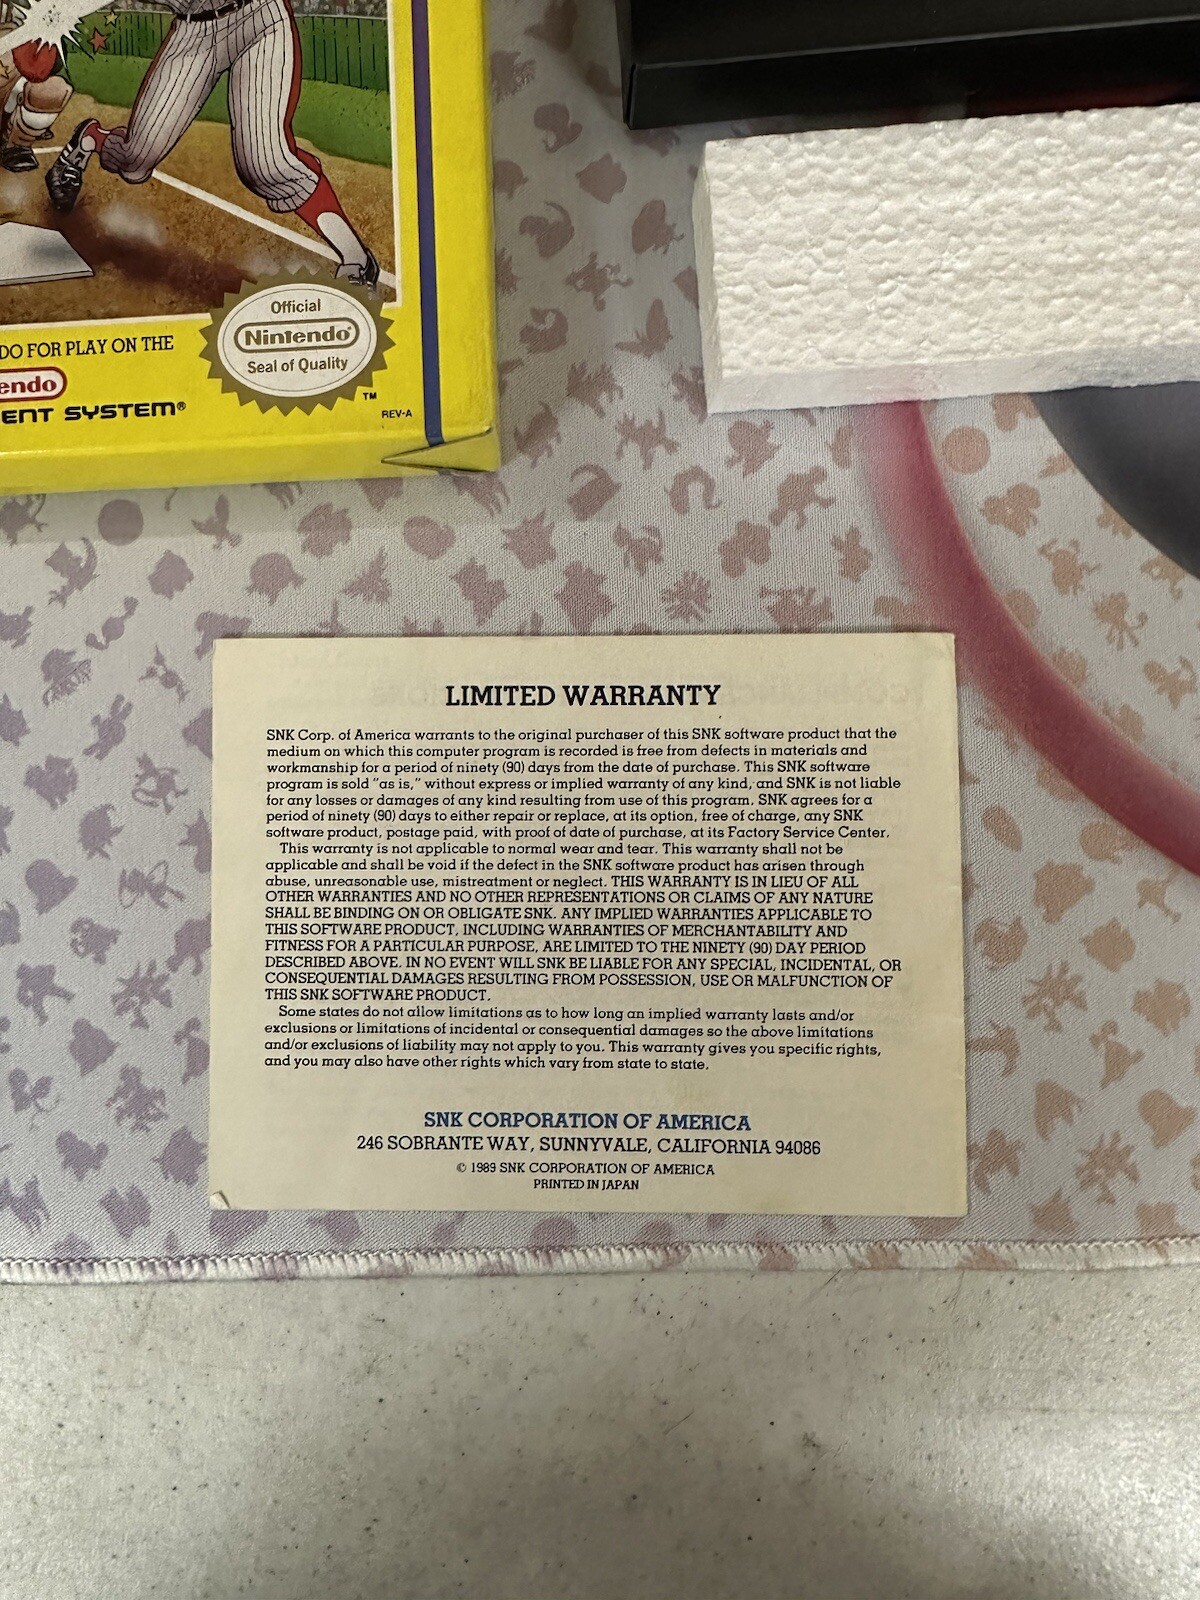 Official
Nintendo®
Seal of Quality
TM
REV-A
DO FOR PLAY ON THE
endo
ENT SYSTEM®
LIMITED WARRANTY
SNK Corp. of America warrants to the original purchaser of this SNK software product that the
medium on which this computer program is recorded is free from defects in materials and
workmanship for a period of ninety (90) days from the date of purchase. This SNK software
program is sold "as is," without express or implied warranty of any kind, and SNK is not liable
for any losses or damages of any kind resulting from use of this program. SNK agrees for a
period of ninety (90) days to either repair or replace, at its option, free of charge, any SNK
software product, postage paid, with proof of date of purchase, at its Factory Service Center.
This warranty is not applicable to normal wear and tear. This warranty shall not be
applicable and shall be void if the defect in the SNK software product has arisen through
abuse, unreasonable use, mistreatment or neglect. THIS WARRANTY IS IN LIEU OF ALL
OTHER WARRANTIES AND NO OTHER REPRESENTATIONS OR CLAIMS OF ANY NATURE
SHALL BE BINDING ON OR OBLIGATE SNK. ANY IMPLIED WARRANTIES APPLICABLE TO
THIS SOFTWARE PRODUCT, INCLUDING WARRANTIES OF MERCHANTABILITY AND
FITNESS FOR A PARTICULAR PURPOSE, ARE LIMITED TO THE NINETY (90) DAY PERIOD
DESCRIBED ABOVE. IN NO EVENT WILL SNK BE LIABLE FOR ANY SPECIAL, INCIDENTAL, OR
CONSEQUENTIAL DAMAGES RESULTING FROM POSSESSION, USE OR MALFUNCTION OF
THIS SNK SOFTWARE PRODUCT.
Some states do not allow limitations as to how long an implied warranty lasts and/or
exclusions or limitations of incidental or consequential damages so the above limitations
and/or exclusions of liability may not apply to you. This warranty gives you specific rights,
and you may also have other rights which vary from state to state.
SNK CORPORATION OF AMERICA
246 SOBRANTE WAY, SUNNYVALE, CALIFORNIA 94086
© 1989 SNK CORPORATION OF AMERICA
PRINTED IN JAPAN